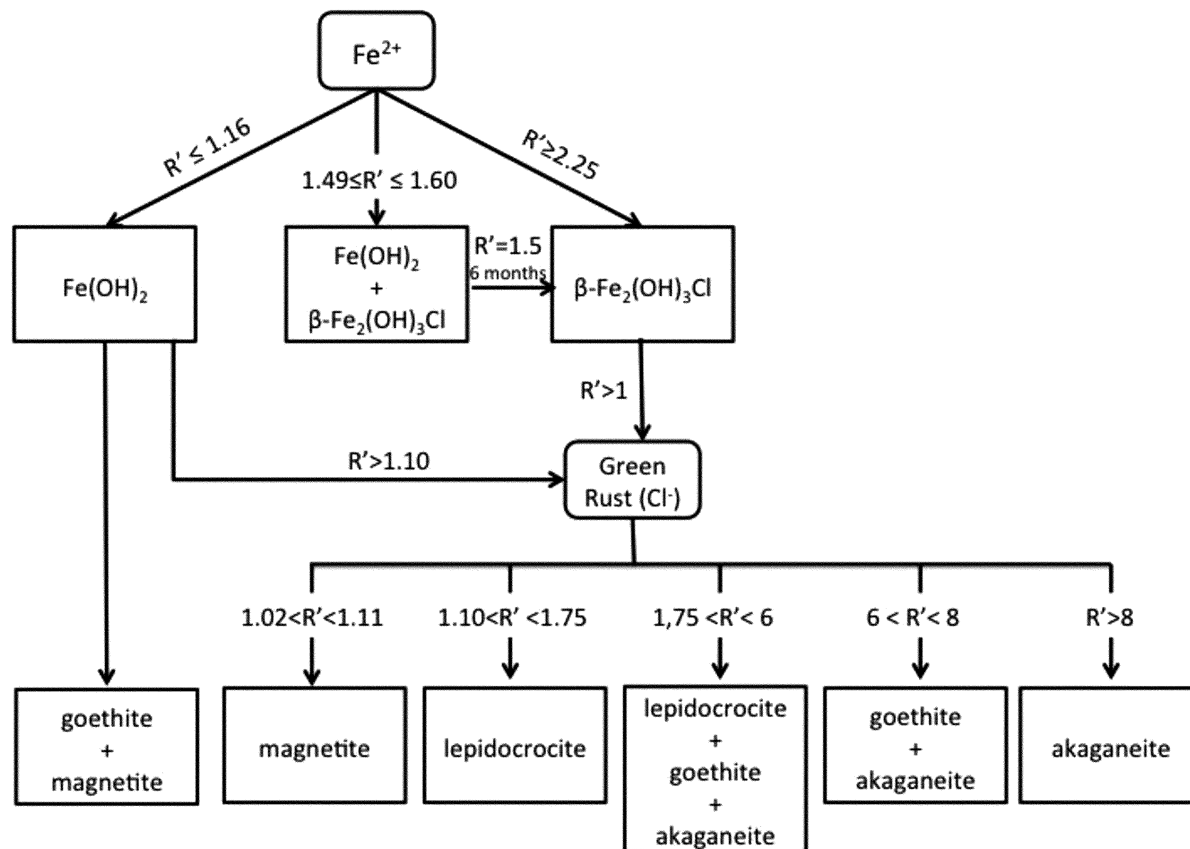 Fe²⁺
R’ ≤ 1.16
1.49≤R’ ≤ 1.60
R’≥2.25
Fe(OH)₂
Fe(OH)₂
+
β-Fe₂(OH)₃Cl
R’=1.5
6 months
β-Fe₂(OH)₃Cl
R’>1
R’>1.10
Green
Rust (Cl⁻)
1.02<R’<1.11
1.10<R’ <1.75
1,75 <R’< 6
6 < R’< 8
R’>8
goethite
+
magnetite
magnetite
lepidocrocite
lepidocrocite
+
goethite
+
akaganeite
goethite
+
akaganeite
akaganeite